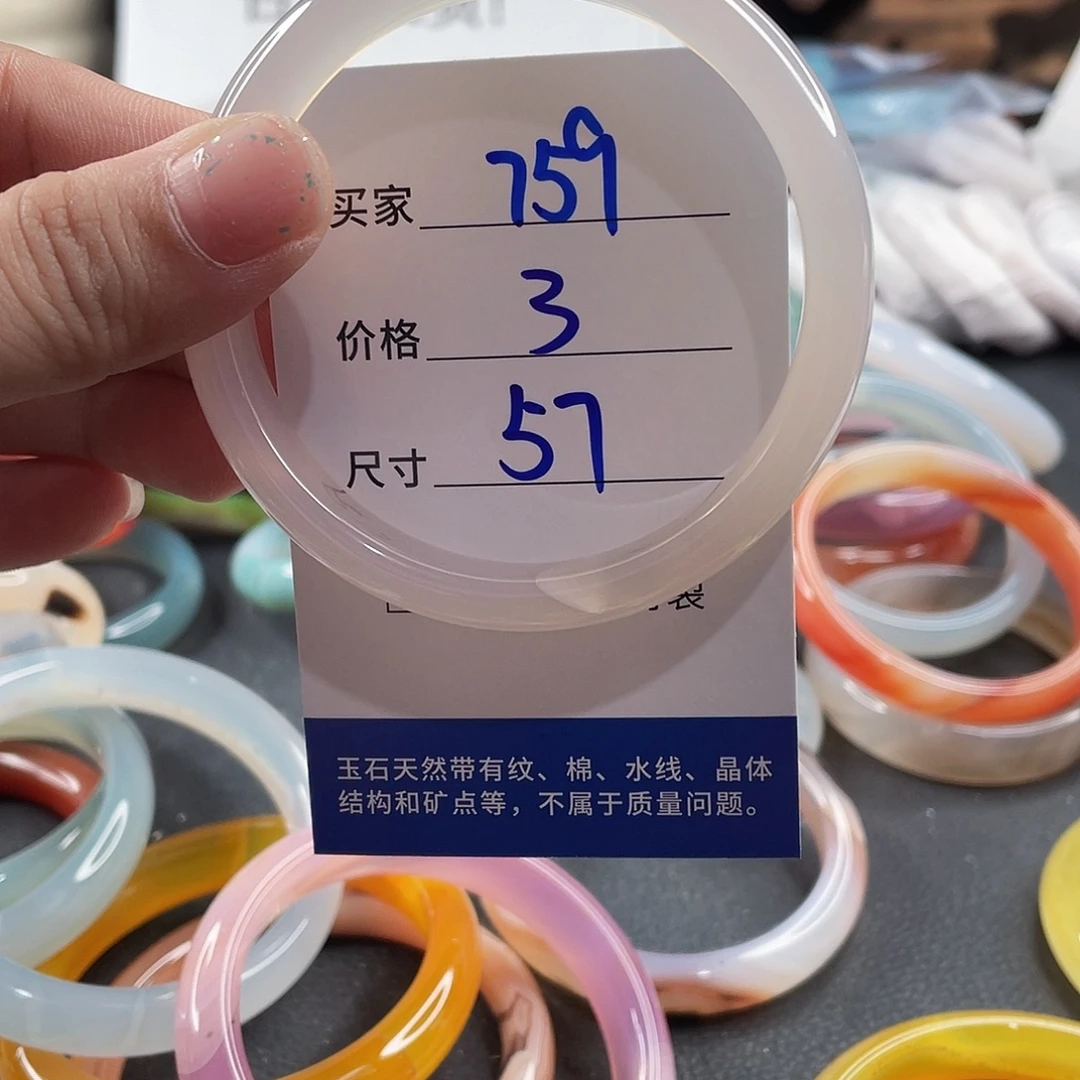 买家 759
价格 3
尺寸 57
玉石天然带有纹、棉、水线、晶体
结构和矿点等，不属于质量问题。